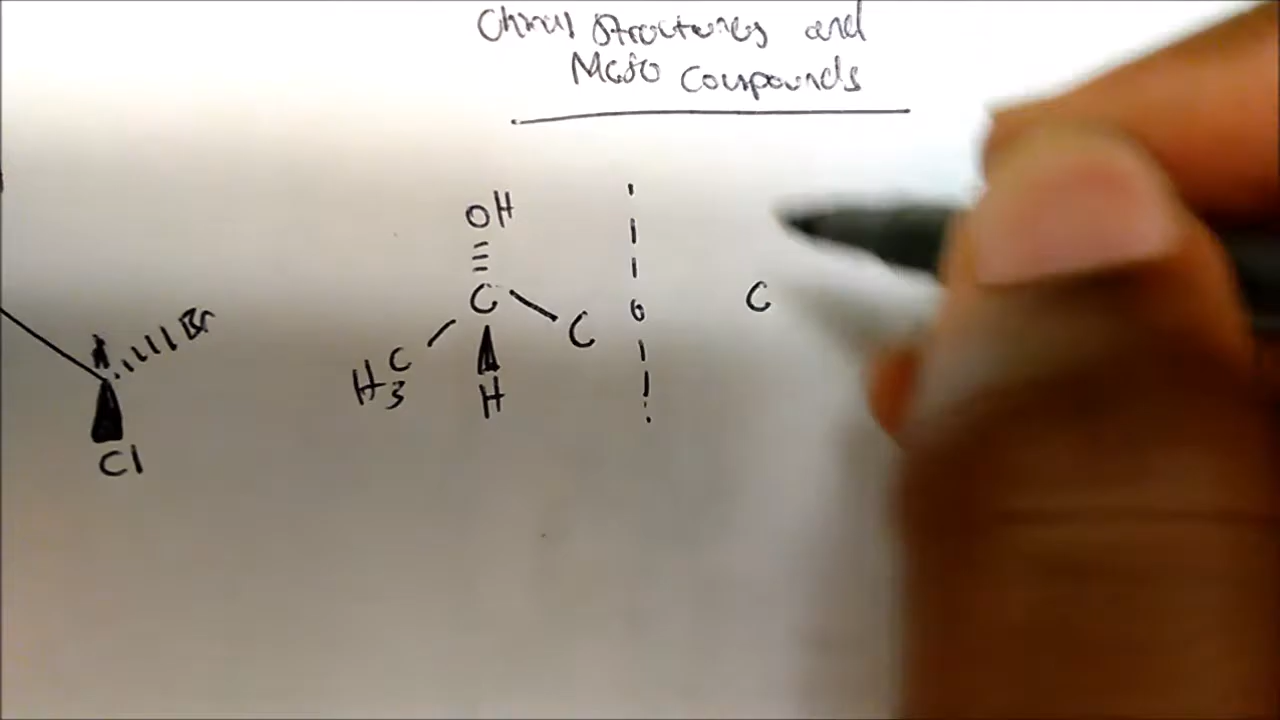 Chiral Structures and
Meso Compounds
OH
C
C
C
H3C
H
Br
Cl